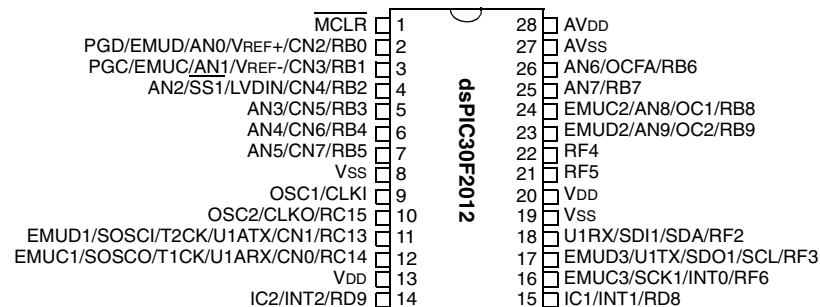 MCLR 1 28 AVDD
PGD/EMUD/AN0/VREF+/CN2/RB0 2 27 AVSS
PGC/EMUC/AN1/VREF-/CN3/RB1 3 26 AN6/OCFA/RB6
AN2/SS1/LVDIN/CN4/RB2 4 25 AN7/RB7
AN3/CN5/RB3 5 24 EMUC2/AN8/OC1/RB8
AN4/CN6/RB4 6 23 EMUD2/AN9/OC2/RB9
AN5/CN7/RB5 7 22 RF4
VSS 8 21 RF5
OSC1/CLKI 9 20 VDD
OSC2/CLKO/RC15 10 19 VSS
EMUD1/SOSCI/T2CK/U1ATX/CN1/RC13 11 18 U1RX/SDI1/SDA/RF2
EMUC1/SOSCO/T1CK/U1ARX/CN0/RC14 12 17 EMUD3/U1TX/SDO1/SCL/RF3
VDD 13 16 EMUC3/SCK1/INT0/RF6
IC2/INT2/RD9 14 15 IC1/INT1/RD8
dsPIC30F2012